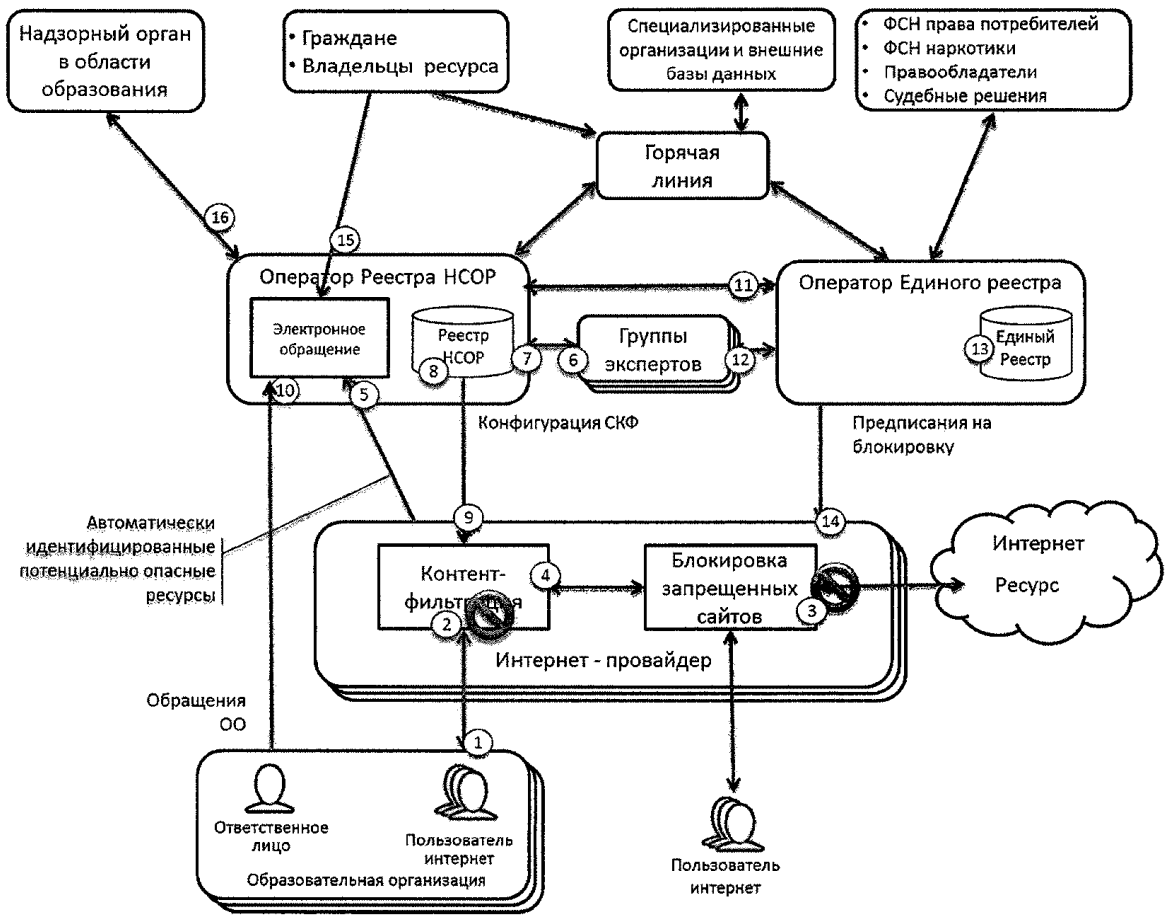 Надзорный орган
в области
образования
• Граждане
• Владельцы ресурса
Специализированные
организации и внешние
базы данных
• ФСН права потребителей
• ФСН наркотики
• Правообладатели
• Судебные решения
Горячая
линия
16
15
Оператор Реестра НСОР
11
Оператор Единого реестра
Электронное
обращение
Реестр
НСОР
8
7
6
Группы
экспертов
12
13
Единый
Реестр
10
5
Конфигурация СКФ
Предписания на
блокировку
Автоматически
идентифицированные
потенциально опасные
ресурсы
9
14
Контент-
фильтрация
2
4
Блокировка
запрещенных
сайтов
3
Интернет
Ресурс
Интернет - провайдер
Обращения
ОО
1
Ответственное
лицо
Пользователь
интернет
Образовательная организация
Пользователь
интернет